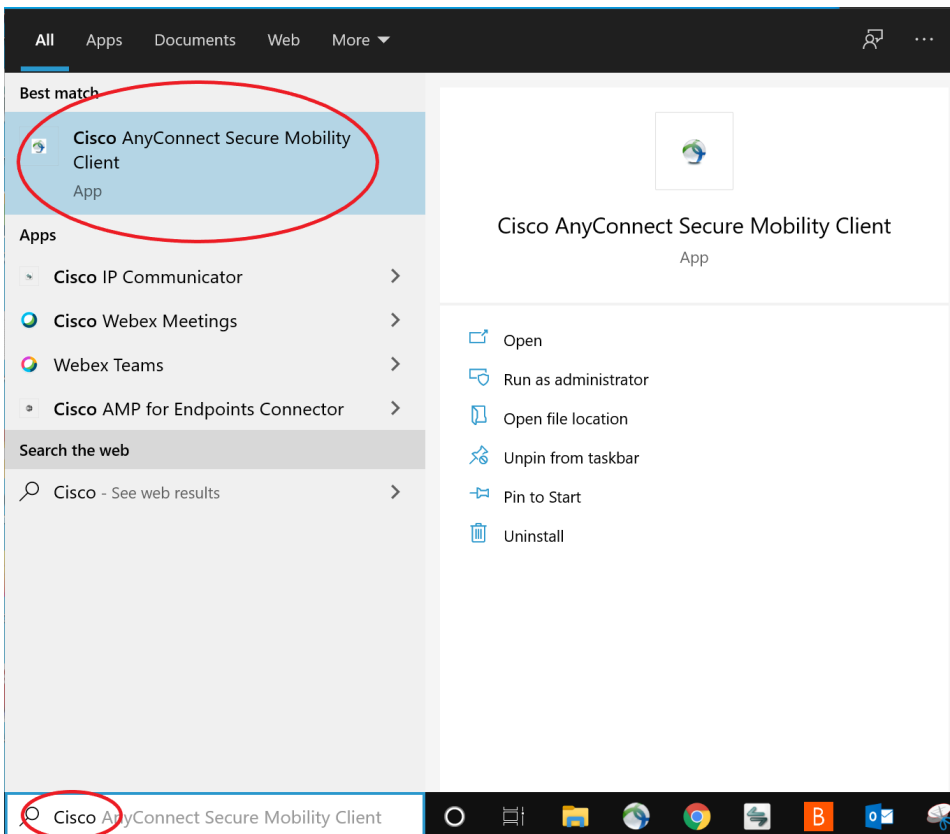 All Apps Documents Web More
Best match
Cisco AnyConnect Secure Mobility
Client
App
Apps
Cisco IP Communicator
Cisco Webex Meetings
Webex Teams
Cisco AMP for Endpoints Connector
Search the web
Cisco - See web results
Cisco AnyConnect Secure Mobility Client
App
Open
Run as administrator
Open file location
Unpin from taskbar
Pin to Start
Uninstall
Cisco AnyConnect Secure Mobility Client
B
o